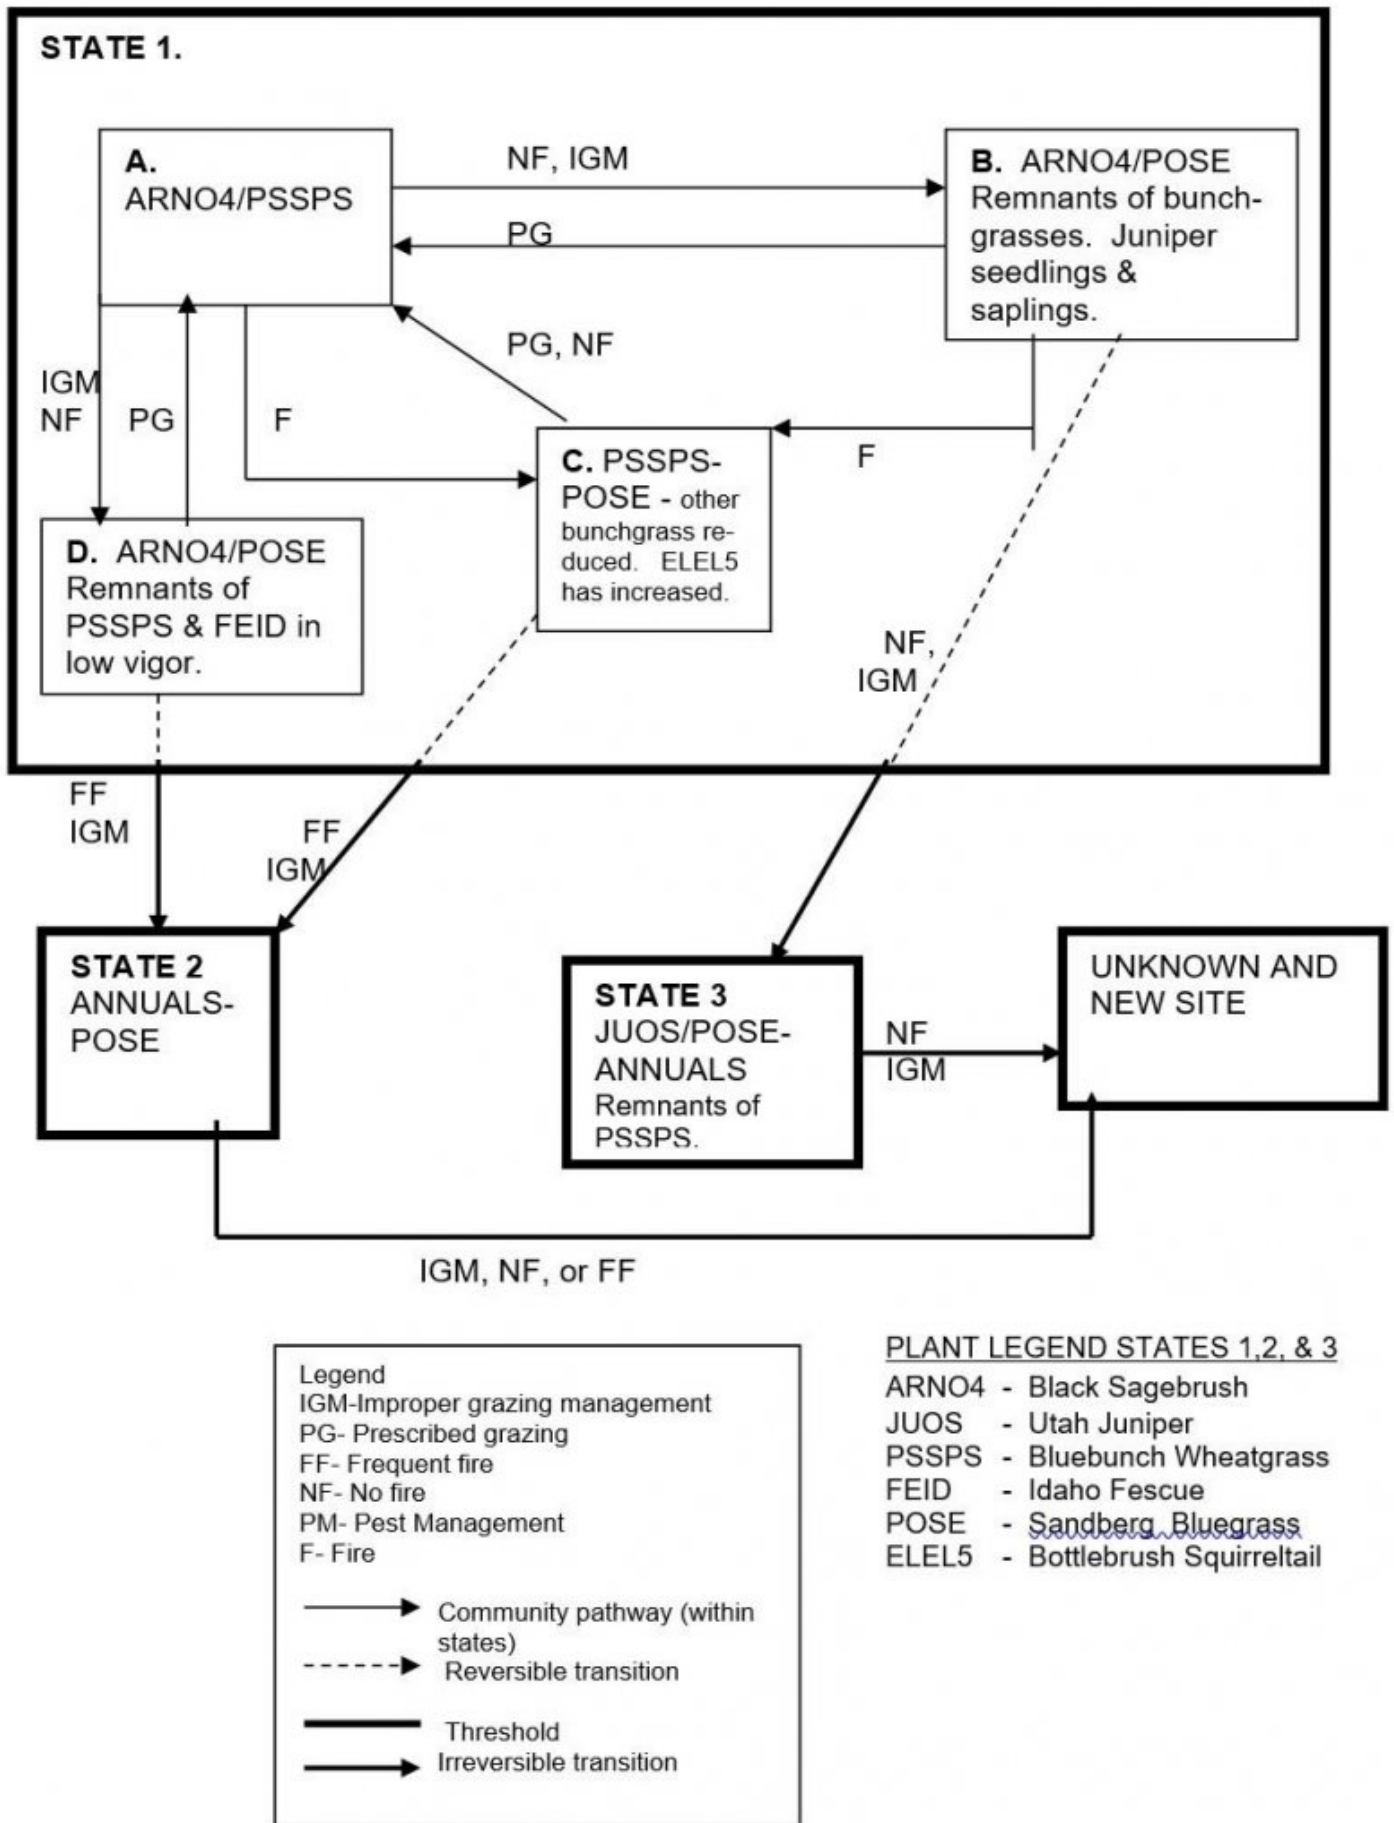 STATE 1.
A.
ARNO4/PSSPS
NF, IGM
PG
B. ARNO4/POSE
Remnants of bunch-
grasses. Juniper
seedlings &
saplings.
PG, NF
IGM
NF
PG
F
F
C. PSSPS-
POSE - other
bunchgrass re-
duced. ELEL5
has increased.
D. ARNO4/POSE
Remnants of
PSSPS & FEID in
low vigor.
NF,
IGM
FF
IGM
FF
IGM
STATE 2
ANNUALS-
POSE
STATE 3
JUOS/POSE-
ANNUALS
Remnants of
PSSPS.
NF
IGM
UNKNOWN AND
NEW SITE
IGM, NF, or FF
Legend
IGM-Improper grazing management
PG- Prescribed grazing
FF- Frequent fire
NF- No fire
PM- Pest Management
F- Fire
Community pathway (within
states)
Reversible transition
Threshold
Irreversible transition
PLANT LEGEND STATES 1,2, & 3
ARNO4 - Black Sagebrush
JUOS - Utah Juniper
PSSPS - Bluebunch Wheatgrass
FEID - Idaho Fescue
POSE - Sandberg Bluegrass
ELEL5 - Bottlebrush Squirreltail